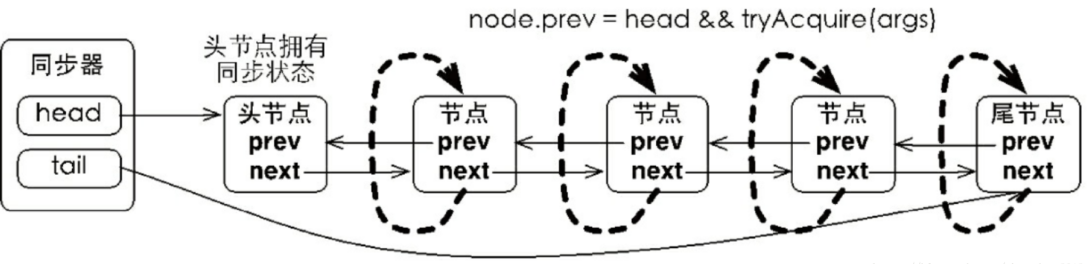 node.prev = head && tryAcquire(args)
同步器
head
tail
头节点拥有
同步状态
头节点
prev
next
节点
prev
next
节点
prev
next
节点
prev
next
尾节点
prev
next